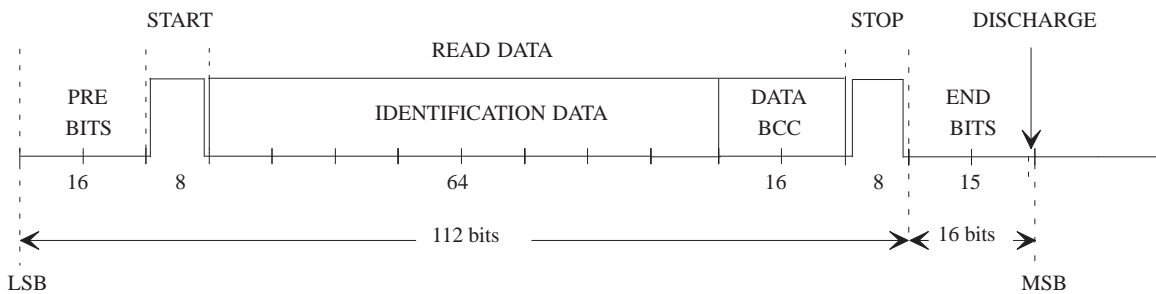 START
STOP
DISCHARGE
READ DATA
PRE
BITS
IDENTIFICATION DATA
DATA
BCC
END
BITS
16
8
64
16
8
15
112 bits
16 bits
LSB
MSB